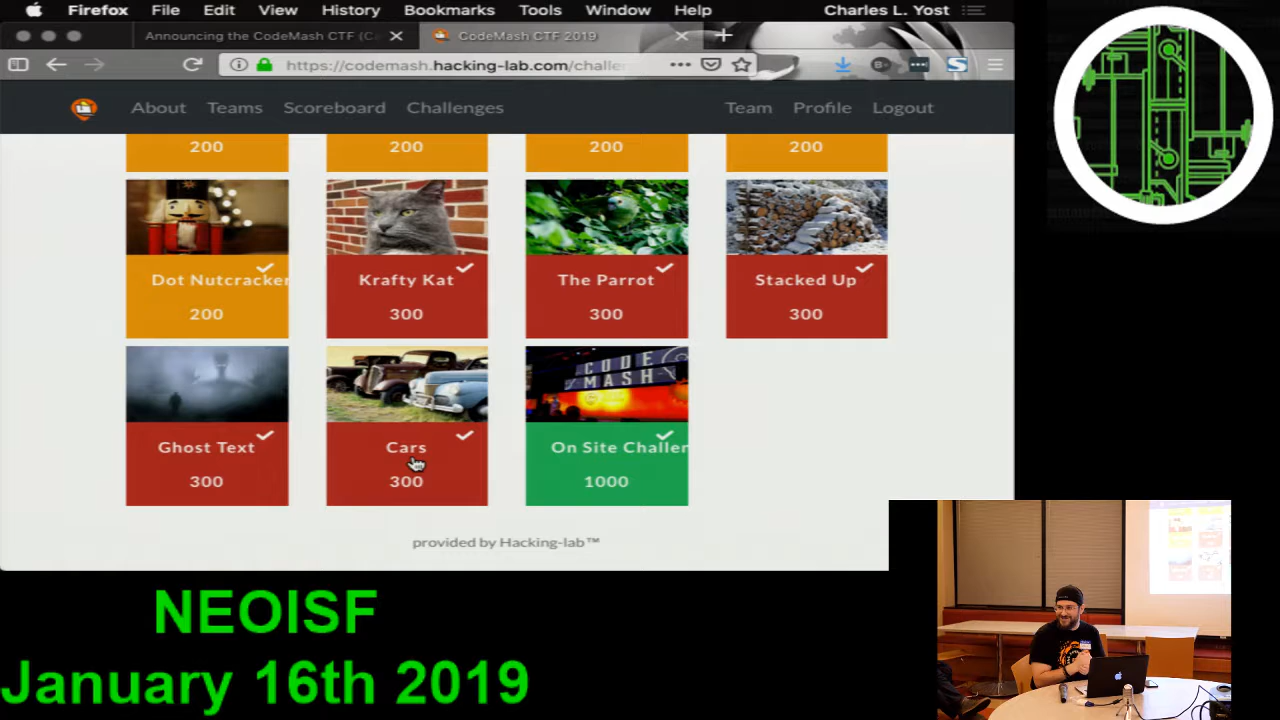 Firefox File Edit View History Bookmarks Tools Window Help Charles L. Yost
Announcing the CodeMash CTF (Ca
CodeMash CTF 2019
https://codemash.hacking-lab.com/challe
About Teams Scoreboard Challenges Team Profile Logout
200 200 200 200
Dot Nutcracker Krafty Kat The Parrot Stacked Up
200 300 300 300
CODE
MASH
Ghost Text Cars On Site Challen
300 300 1000
provided by Hacking-lab™
NEOISF
January 16th 2019